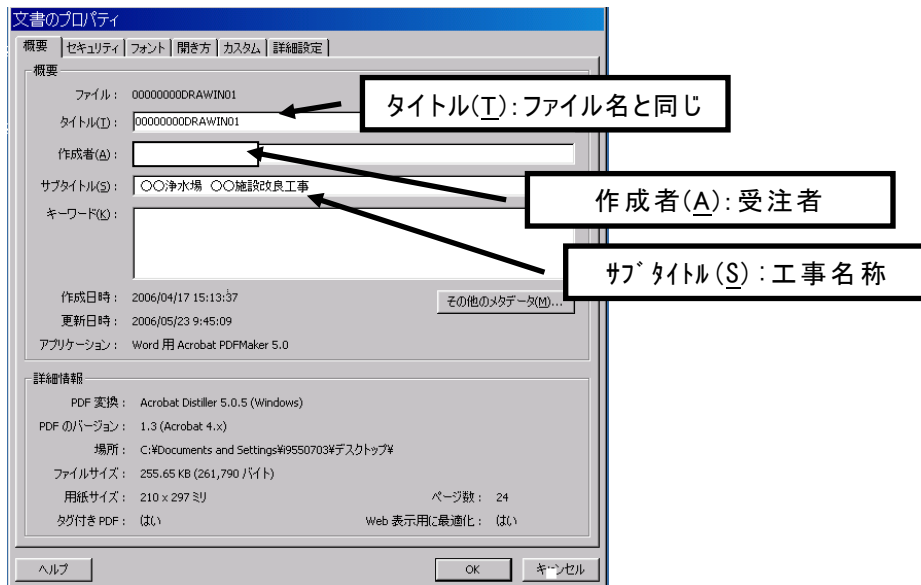 文書のプロパティ
概要 セキュリティ フォント 開き方 カスタム 詳細設定
概要
ファイル： 00000000DRAWIN01
タイトル(T)： 00000000DRAWIN01
タイトル(T)：ファイル名と同じ
作成者(A)：
作成者(A)：受注者
サブタイトル(S)： 〇〇浄水場 〇〇施設改良工事
ｻﾌﾞﾀｲﾄﾙ(S)：工事名称
キーワード(K)：
作成日時： 2006/04/17 15:13:37
その他のメタデータ(M)...
更新日時： 2006/05/23 9:45:09
アプリケーション： Word 用 Acrobat PDFMaker 5.0
詳細情報
PDF 変換： Acrobat Distiller 5.0.5 (Windows)
PDF のバージョン： 1.3 (Acrobat 4.x)
場所： C:¥Documents and Settings¥i9550703¥デスクトップ¥
ファイルサイズ： 255.65 KB (261,790 バイト)
用紙サイズ： 210 x 297 ミリ ページ数： 24
タグ付き PDF： はい Web 表示用に最適化： はい
ヘルプ OK キャンセル